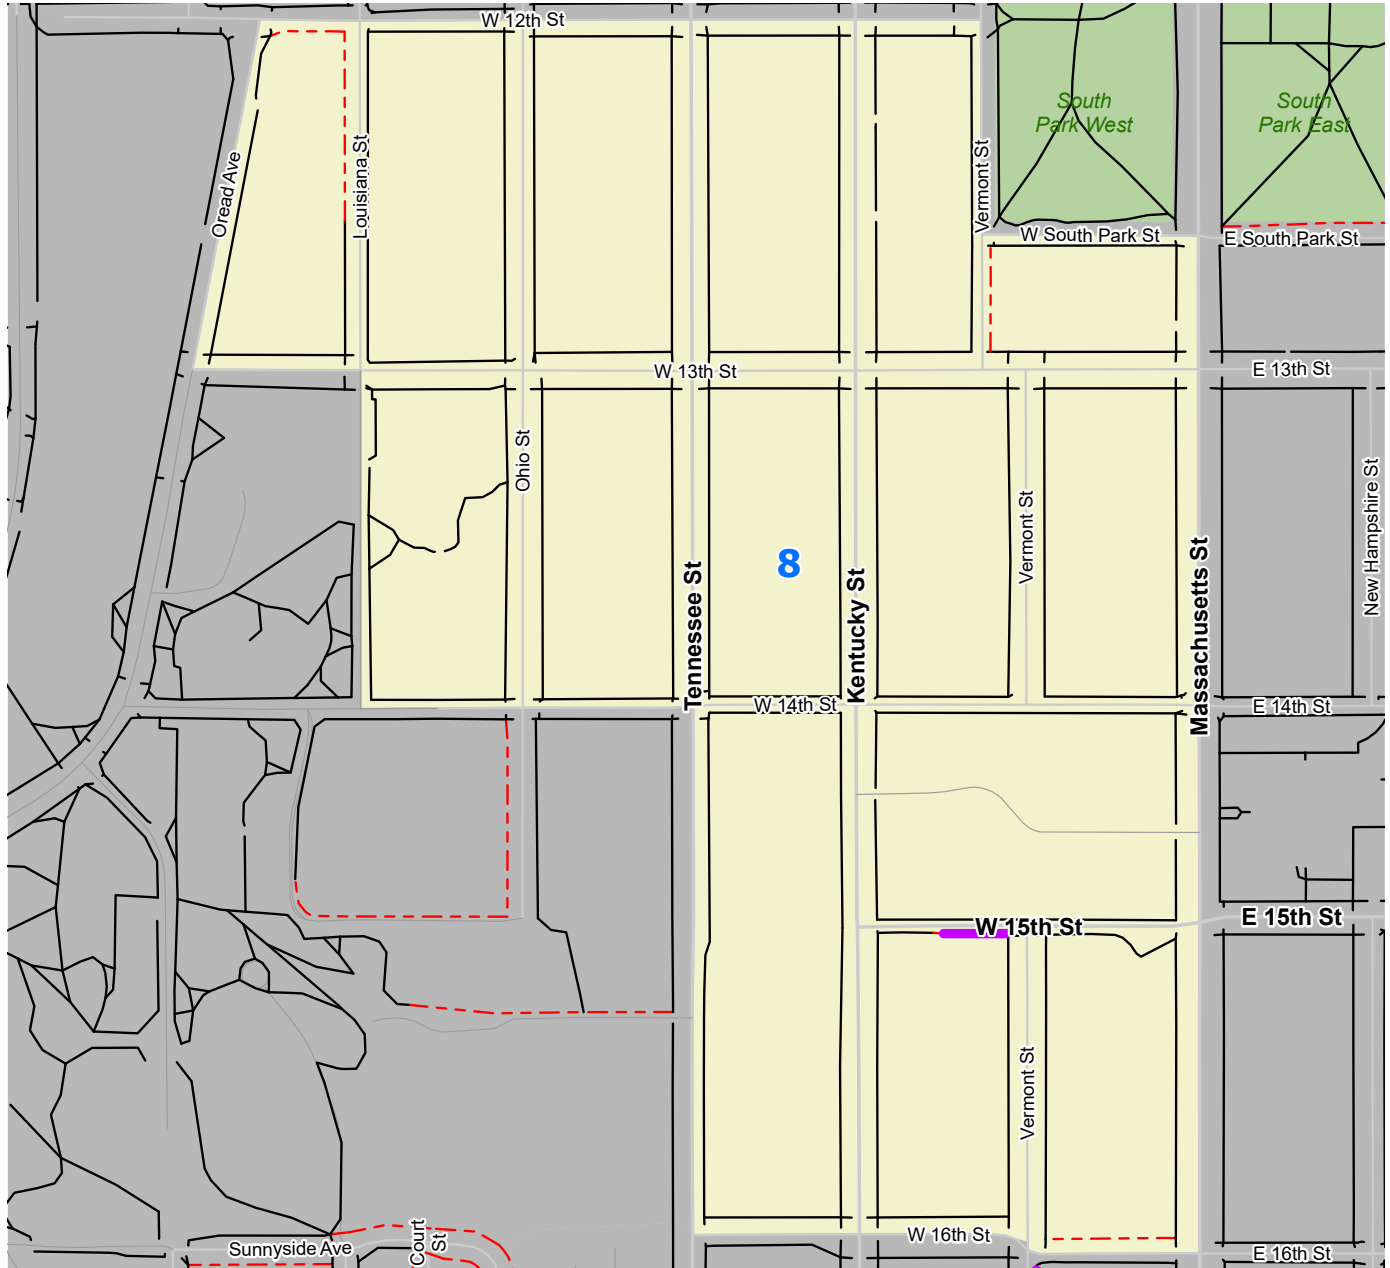 W 12th St
South
Park West
South
Park East
Oread Ave
Louisiana St
Vermont St
W South Park St
E South Park St
W 13th St
E 13th St
Ohio St
Vermont St
New Hampshire St
8
Tennessee St
Kentucky St
Massachusetts St
W 14th St
E 14th St
W 15th St
E 15th St
Vermont St
Court
St
W 16th St
Sunnyside Ave
E 16th St